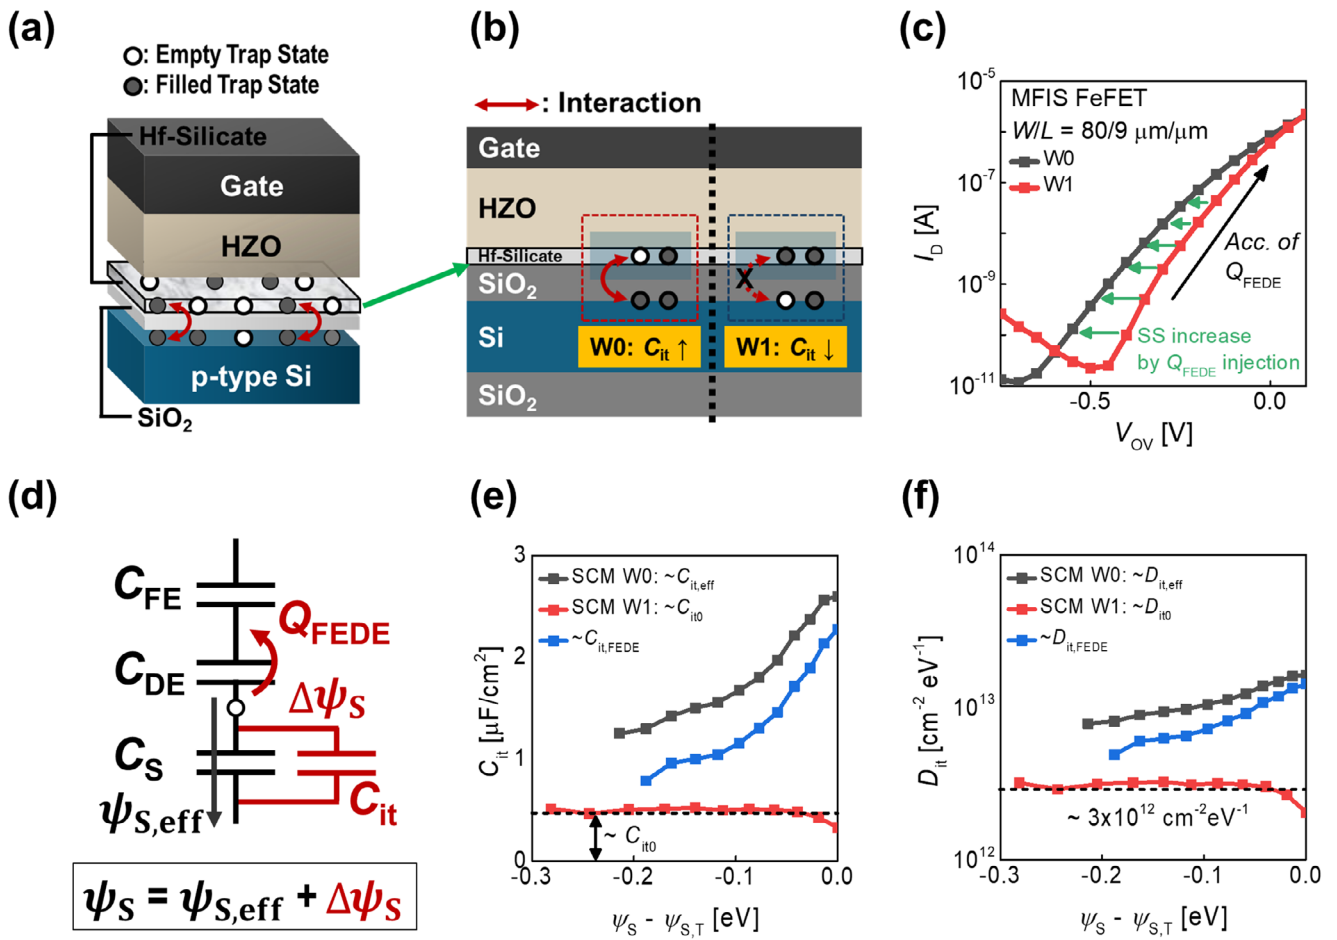 (a)
O: Empty Trap State
●: Filled Trap State
Hf-Silicate
Gate
HZO
p-type Si
SiO₂
(b)
: Interaction
Gate
HZO
Hf-Silicate
SiO₂
Si
W0: Cit ↑
W1: Cit ↓
X
SiO₂
(c)
MFIS FeFET
W/L = 80/9 μm/μm
W0
W1
Acc. of
QFEDE
SS increase
by QFEDE injection
10⁻⁵
10⁻⁷
10⁻⁹
10⁻¹¹
ID [A]
-0.5
0.0
VOV [V]
(d)
CFE
QFEDE
CDE
ΔψS
CS
Cit
ψS,eff
ψS = ψS,eff + ΔψS
(e)
SCM W0: ~Cit,eff
SCM W1: ~Cit0
~Cit,FEDE
~ Cit0
3
2
1
0
Cit [μF/cm²]
-0.3
-0.2
-0.1
0.0
ψS - ψS,T [eV]
(f)
SCM W0: ~Dit,eff
SCM W1: ~Dit0
~Dit,FEDE
~ 3x10¹² cm⁻²eV⁻¹
10¹⁴
10¹³
10¹²
Dit [cm⁻² eV⁻¹]
-0.3
-0.2
-0.1
0.0
ψS - ψS,T [eV]